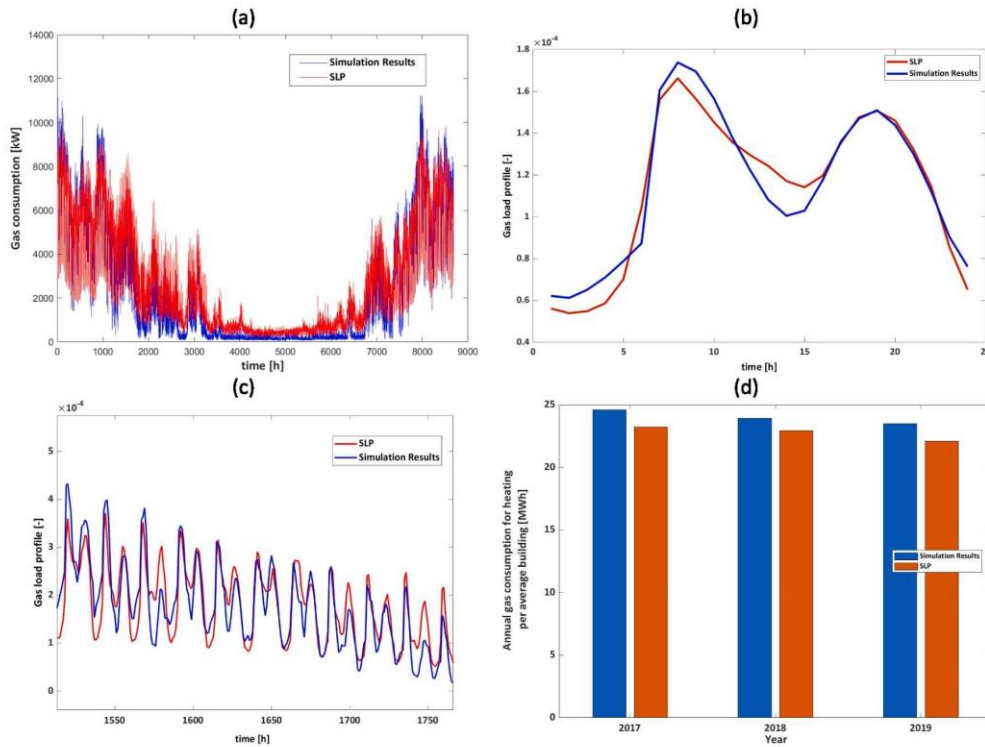 (a)
14000
12000
10000
8000
6000
4000
2000
0
Gas consumption [kW]
Simulation Results
SLP
0 1000 2000 3000 4000 5000 6000 7000 8000 9000
time [h]
(b)
×10⁻⁴
1.8
1.6
1.4
1.2
1
0.8
0.6
0.4
Gas load profile [-]
SLP
Simulation Results
0 5 10 15 20
time [h]
(c)
×10⁻⁴
5
4
3
2
1
0
Gas load profile [-]
SLP
Simulation Results
1550 1600 1650 1700 1750
time [h]
(d)
25
20
15
10
5
0
Annual gas consumption for heating
per average building [MWh]
Simulation Results
SLP
2017 2018 2019
Year